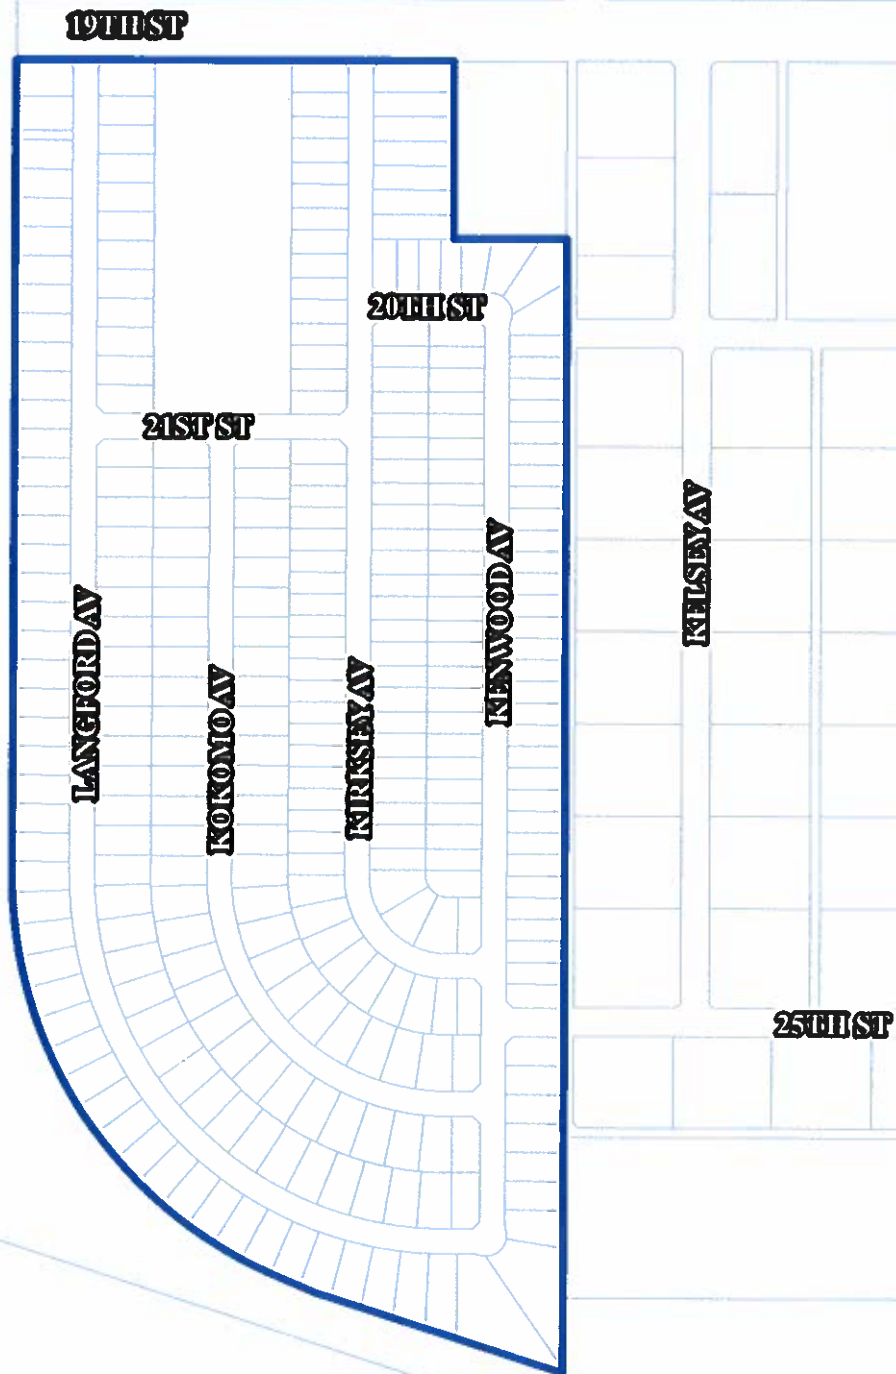 19TH ST
20TH ST
21ST ST
KELSEY AV
KENWOOD AV
LANGFORD AV
KIRKSEY AV
KOKOMO AV
25TH ST